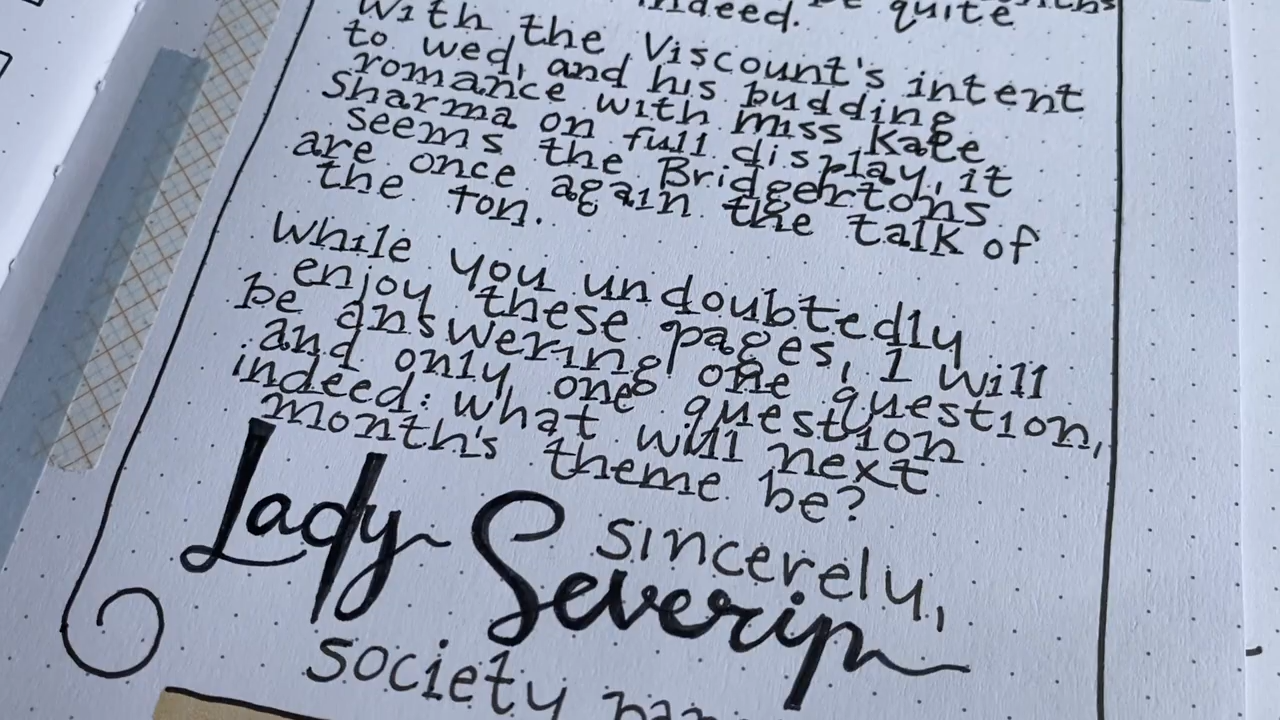 indeed. quite
With the Viscount's intent
to wed, and his budding
romance with miss Kate
Sharma on full display, it
seems the Bridgertons
are once again the talk of
the ton.
While you undoubtedly
enjoy these pages, I will
be answering one question,
and only one question
indeed: what will next
month's theme be?
sincerely,
Lady Severin
society